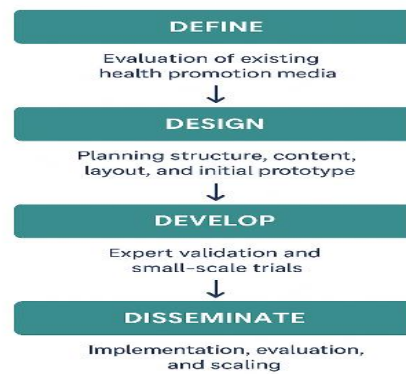 DEFINE
Evaluation of existing
health promotion media
DESIGN
Planning structure, content,
layout, and initial prototype
DEVELOP
Expert validation and
small-scale trials
DISSEMINATE
Implementation, evaluation,
and scaling